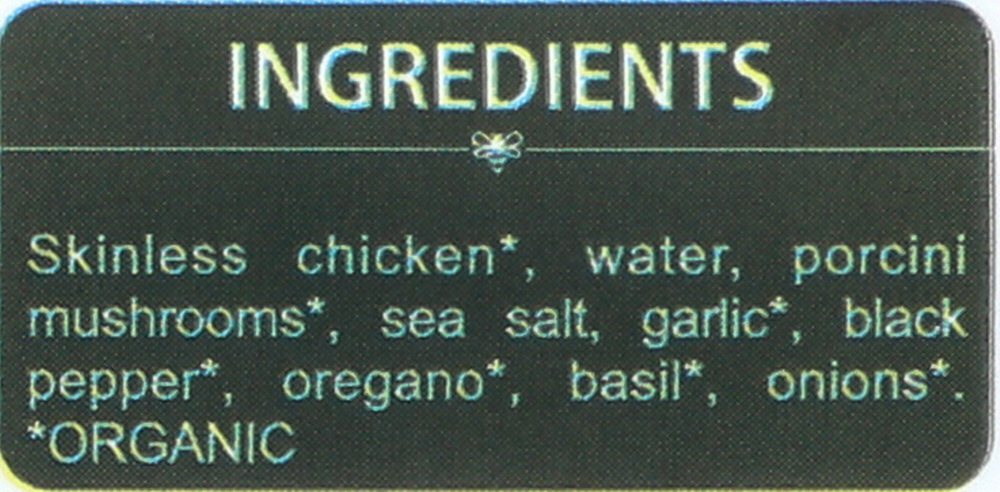 INGREDIENTS
Skinless chicken*, water, porcini
mushrooms*, sea salt, garlic*, black
pepper*, oregano*, basil*, onions*.
*ORGANIC